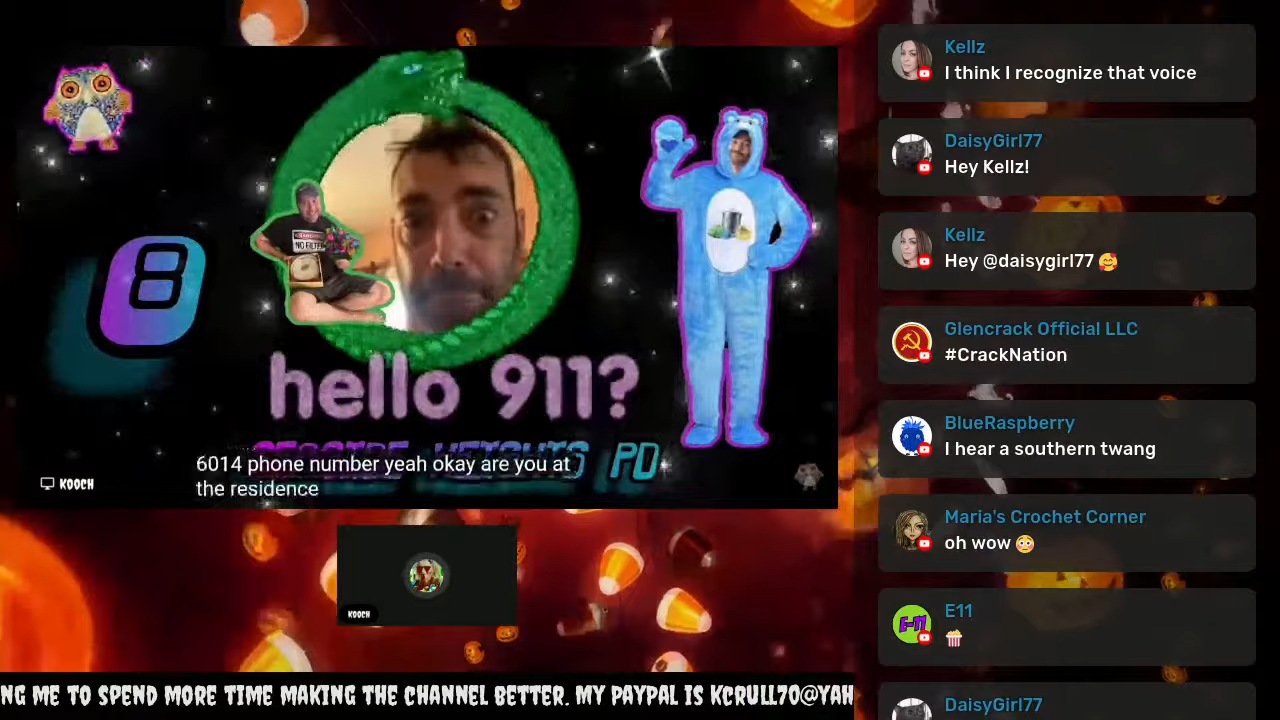 8
NO FILTER
hello 911?
HEIGHTS PD
6014 phone number yeah okay are you at
the residence
KOOCH
KOOCH
NG ME TO SPEND MORE TIME MAKING THE CHANNEL BETTER. MY PAYPAL IS KCRULL70@YAH
Kellz
I think I recognize that voice
DaisyGirl77
Hey Kellz!
Kellz
Hey @daisygirl77 🥰
Glencrack Official LLC
#CrackNation
BlueRaspberry
I hear a southern twang
Maria's Crochet Corner
oh wow 😳
E-11
E11
🍿
DaisyGirl77